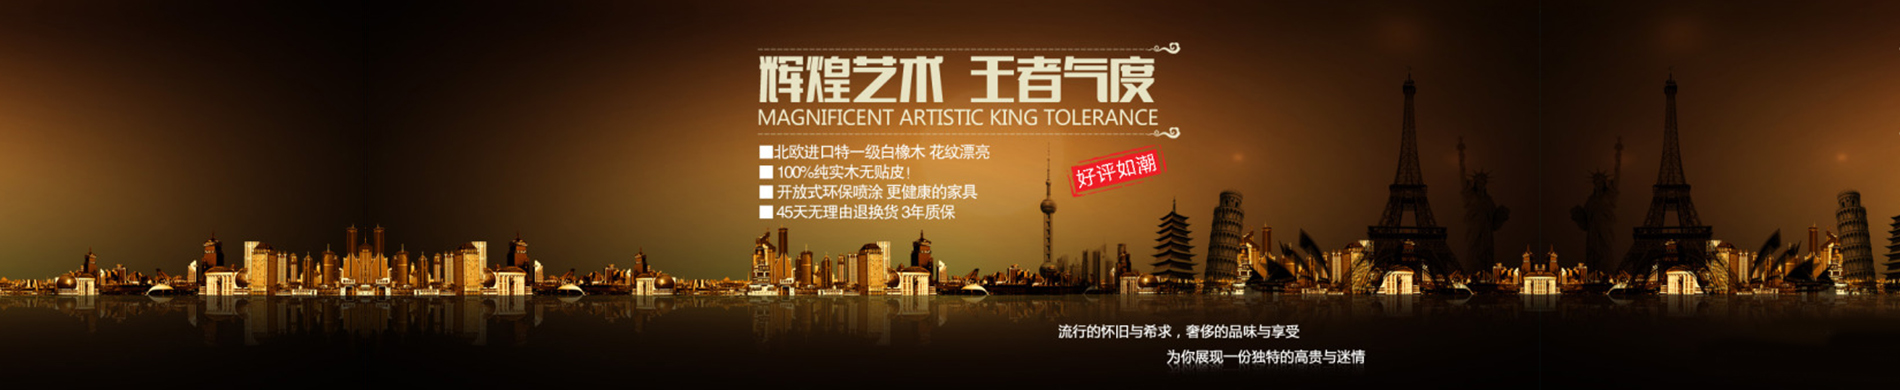 辉煌艺术 王者气度
MAGNIFICENT ARTISTIC KING TOLERANCE
■北欧进口特一级白橡木 花纹漂亮
■ 100%纯实木无贴皮！
■ 开放式环保喷涂 更健康的家具
■ 45天无理由退换货 3年质保
好评如潮
流行的怀旧与希求，奢侈的品味与享受
为你展现一份独特的高贵与迷情